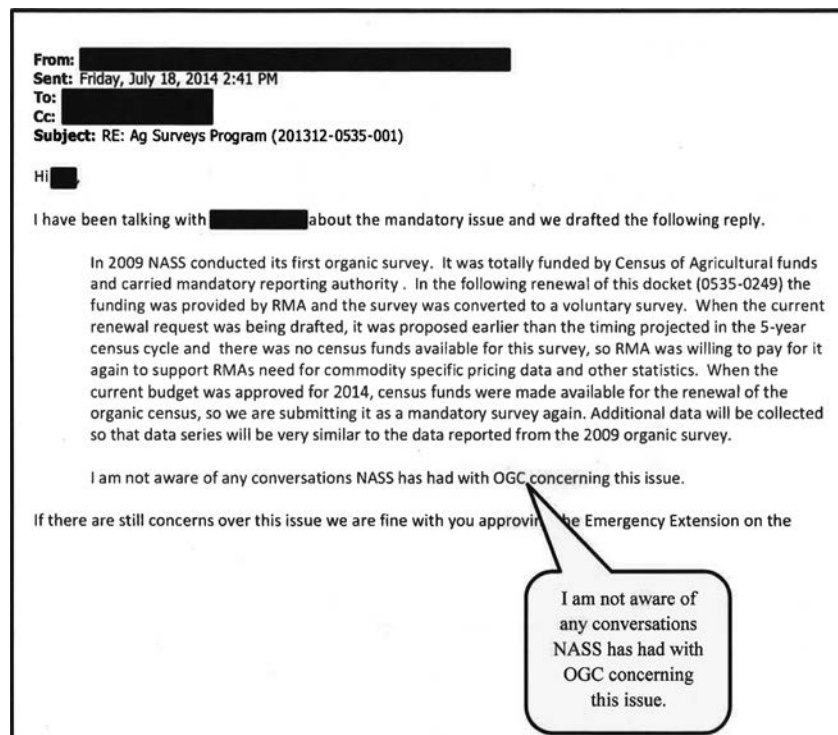 From:
Sent: Friday, July 18, 2014 2:41 PM
To:
Cc:
Subject: RE: Ag Surveys Program (201312-0535-001)
Hi ,
I have been talking with about the mandatory issue and we drafted the following reply.
In 2009 NASS conducted its first organic survey. It was totally funded by Census of Agricultural funds
and carried mandatory reporting authority . In the following renewal of this docket (0535-0249) the
funding was provided by RMA and the survey was converted to a voluntary survey. When the current
renewal request was being drafted, it was proposed earlier than the timing projected in the 5-year
census cycle and there was no census funds available for this survey, so RMA was willing to pay for it
again to support RMAs need for commodity specific pricing data and other statistics. When the
current budget was approved for 2014, census funds were made available for the renewal of the
organic census, so we are submitting it as a mandatory survey again. Additional data will be collected
so that data series will be very similar to the data reported from the 2009 organic survey.
I am not aware of any conversations NASS has had with OGC concerning this issue.
If there are still concerns over this issue we are fine with you Emergency Extension on the
I am not aware of
any conversations
NASS has had with
OGC concerning
this issue.